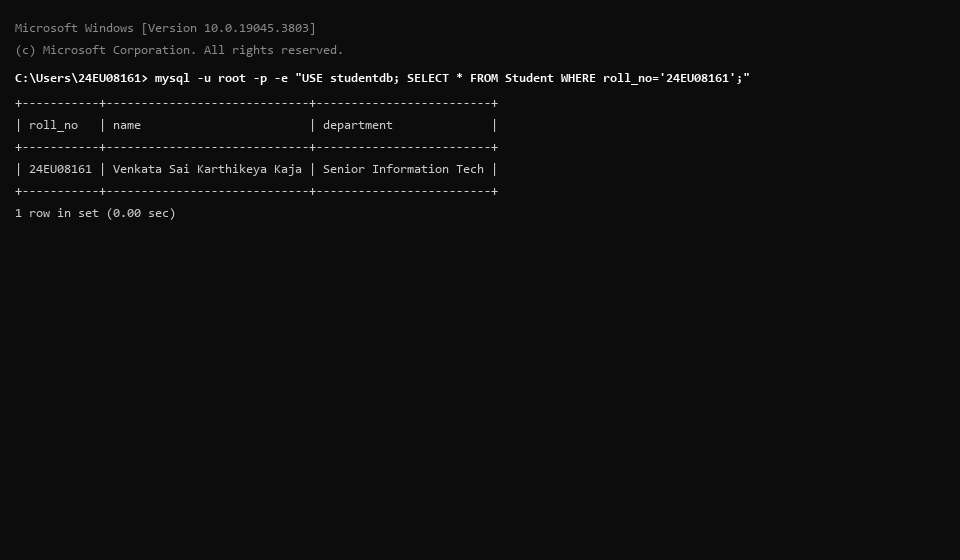 Microsoft Windows [Version 10.0.19045.3803]
(c) Microsoft Corporation. All rights reserved.
C:\Users\24EU08161> mysql -u root -p -e "USE studentdb; SELECT * FROM Student WHERE roll_no='24EU08161';"
+-----------+-----------------------------+-------------------------+
| roll_no   | name                        | department              |
+-----------+-----------------------------+-------------------------+
| 24EU08161 | Venkata Sai Karthikeya Kaja | Senior Information Tech |
+-----------+-----------------------------+-------------------------+
1 row in set (0.00 sec)